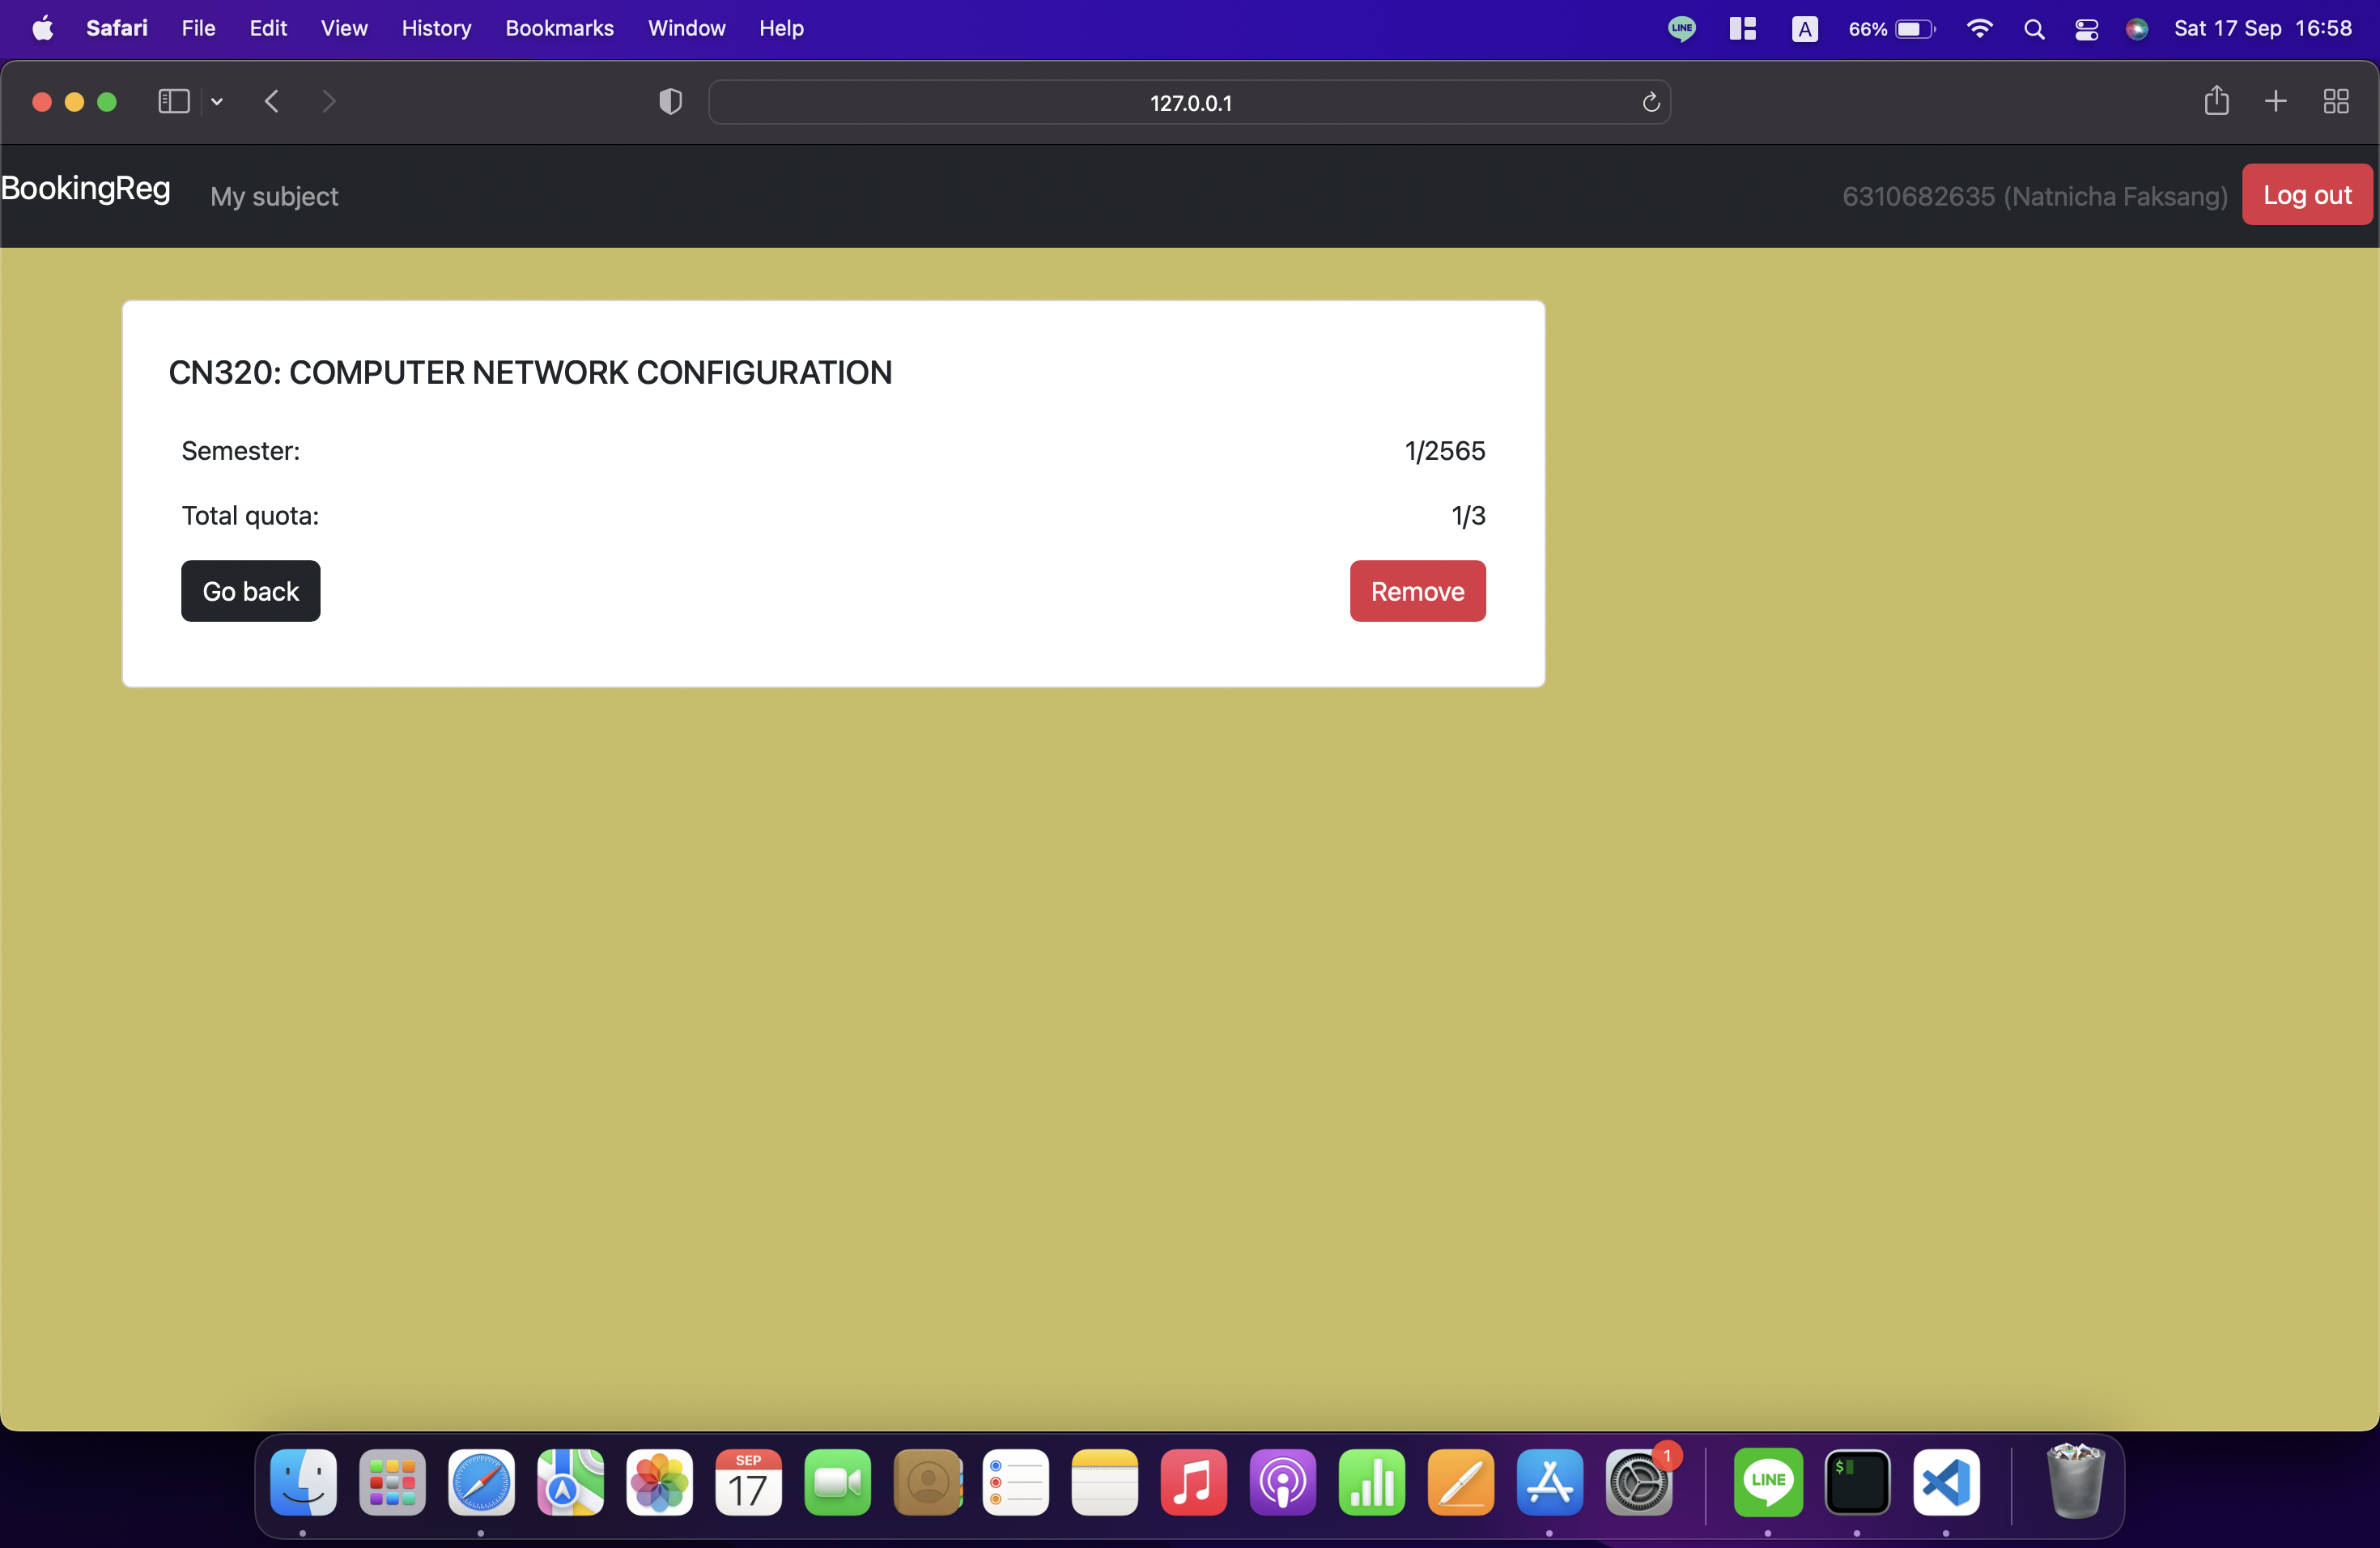 Safari File Edit View History Bookmarks Window Help LINE A 66% Sat 17 Sep 16:58
127.0.0.1
BookingReg My subject 6310682635 (Natnicha Faksang) Log out
CN320: COMPUTER NETWORK CONFIGURATION
Semester: 1/2565
Total quota: 1/3
Go back Remove
SEP
17
1
LINE
$